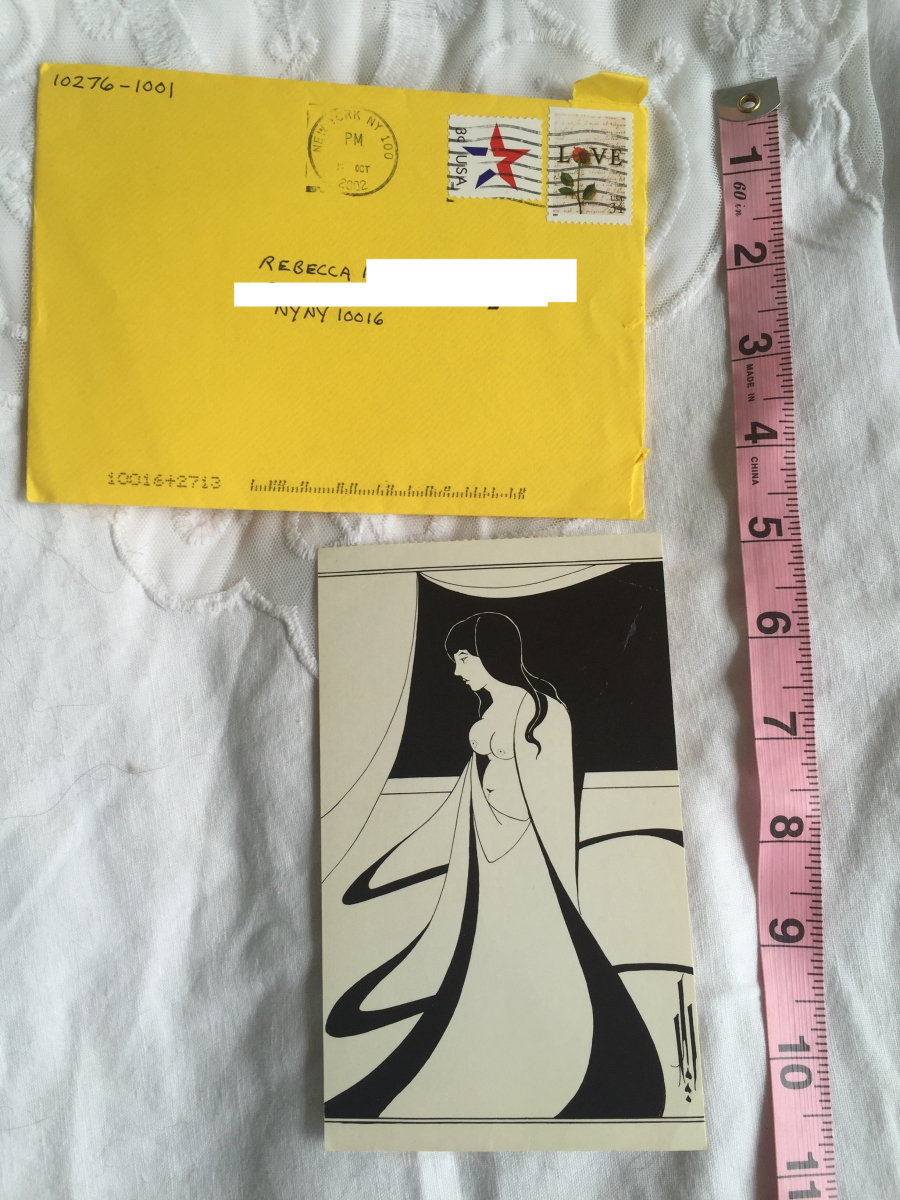 10276-1001
NEW YORK NY 100
PM
OCT
2002
USA
LOVE
USA
34
REBECCA
NYNY 10016
10016+2713
1
60 in
2
3
MADE IN
CHINA
4
5
6
7
8
9
10
11